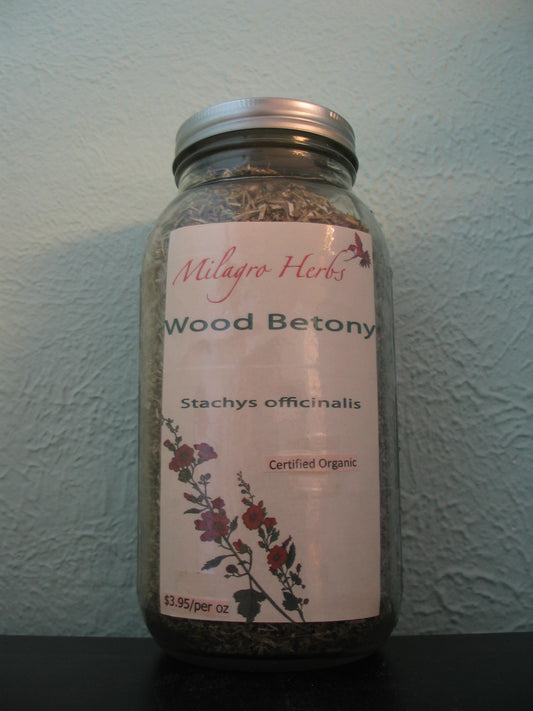 Milagro Herbs
Wood Betony
Stachys officinalis
Certified Organic
$3.95/per oz